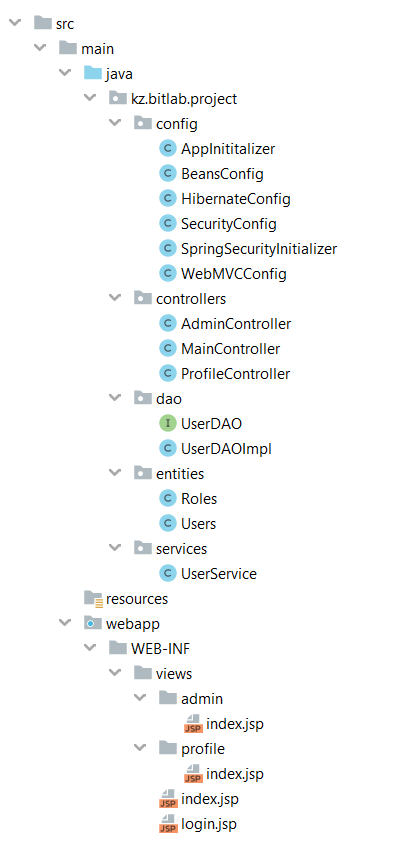 src
main
java
kz.bitlab.project
config
C AppInititalizer
C BeansConfig
C HibernateConfig
C SecurityConfig
C SpringSecurityInitializer
C WebMVCConfig
controllers
C AdminController
C MainController
C ProfileController
dao
I UserDAO
C UserDAOImpl
entities
C Roles
C Users
services
C UserService
resources
webapp
WEB-INF
views
admin
JSP index.jsp
profile
JSP index.jsp
JSP index.jsp
JSP login.jsp